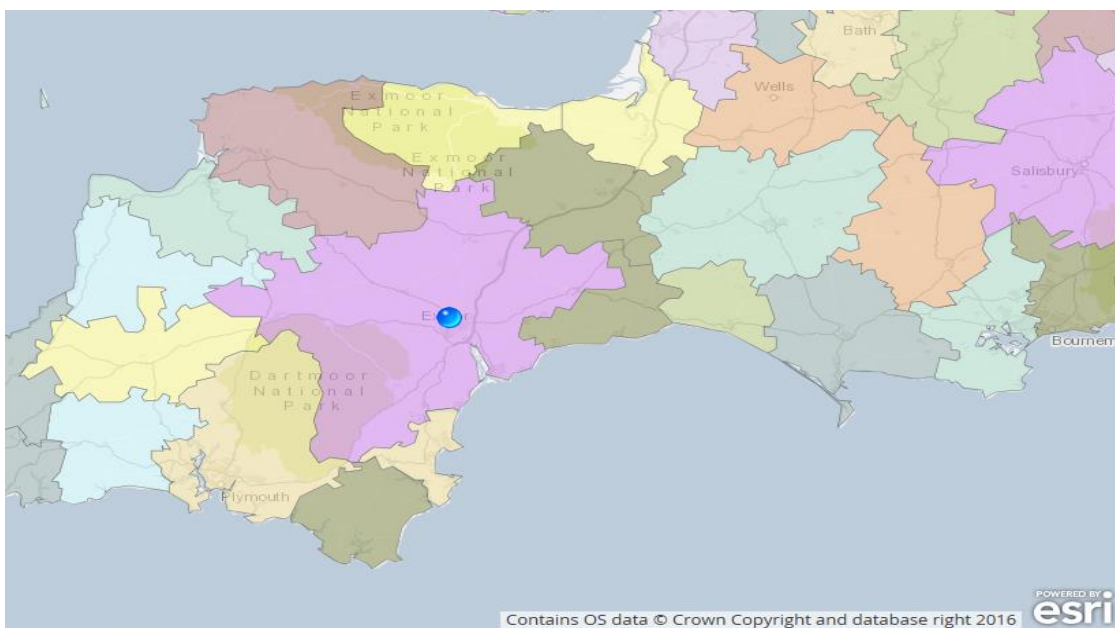 Bath
Exmoor
National
Park
Wells
Exmoor
National
Park
Salisbury
Bournem
Dartmoor
National
Park
Plymouth
POWERED BY
esri
Contains OS data © Crown Copyright and database right 2016